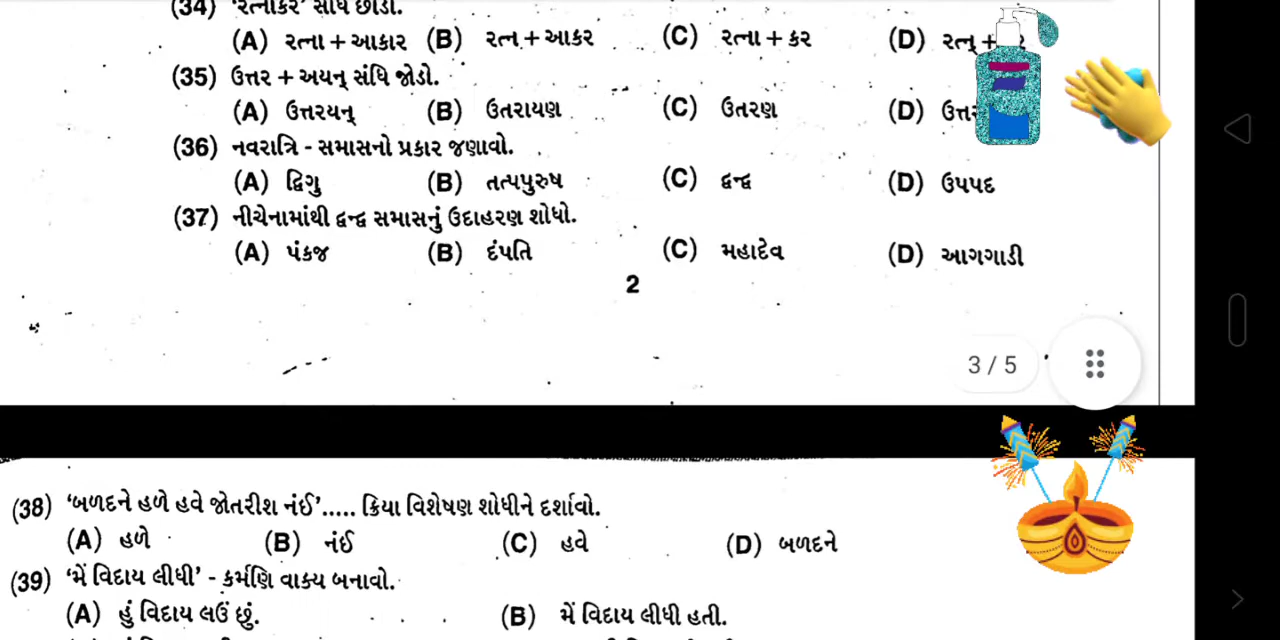 (34) 'રત્નાકર' સંધિ છોડો.
(A) રત્ના + આકાર (B) રત્ન + આકર (C) રત્ના + કર (D) રત્ન્ +
(35) ઉત્તર + અયન્ સંધિ જોડો.
(A) ઉત્તરયન્ (B) ઉતરાયણ (C) ઉતરણ (D)
(36) નવરાત્રિ - સમાસનો પ્રકાર જણાવો.
(A) દ્વિગુ (B) તત્પપુરુષ (C) દ્વન્દ્વ (D) ઉપપદ
(37) નીચેનામાંથી દ્વન્દ્વ સમાસનું ઉદાહરણ શોધો.
(A) પંકજ (B) દંપતિ (C) મહાદેવ (D) આગગાડી
2
3 / 5
(38) 'બળદને હળે હવે જોતરીશ નંઈ'..... ક્રિયા વિશેષણ શોધીને દર્શાવો.
(A) હળે (B) નંઈ (C) હવે (D) બળદને
(39) 'મેં વિદાય લીધી' - કર્મણિ વાક્ય બનાવો.
(A) હું વિદાય લઉં છું. (B) મેં વિદાય લીધી હતી.